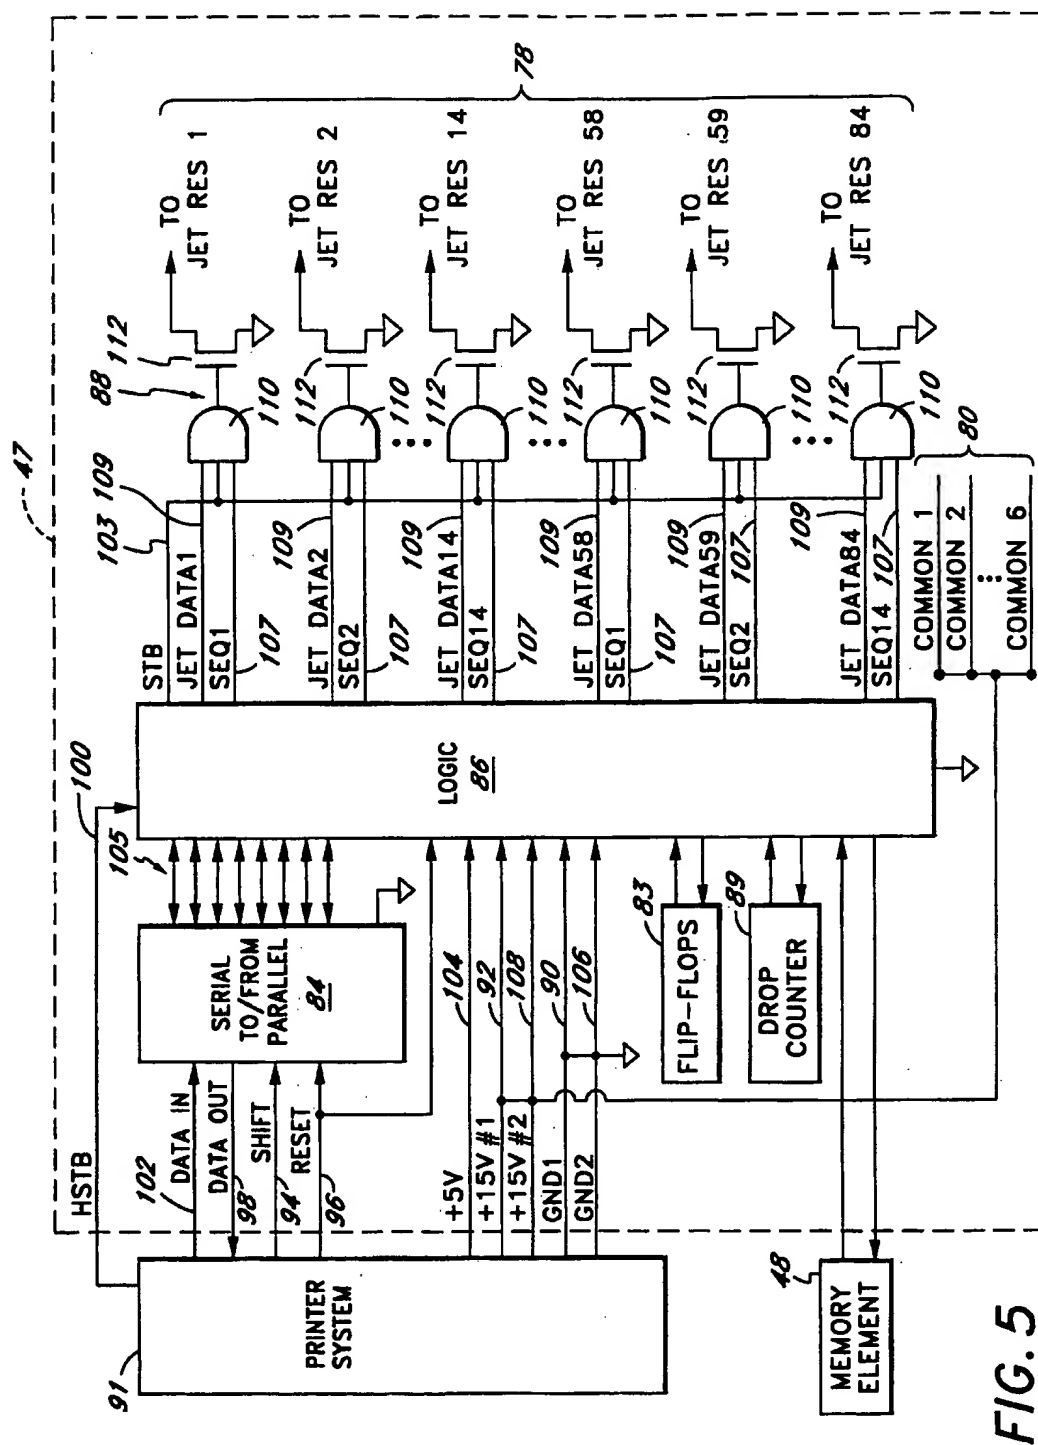 47
HSTB
100
105
91
PRINTER
SYSTEM
102
DATA IN
DATA OUT
98
SHIFT
94
RESET
96
SERIAL
TO/FROM
PARALLEL
84
+5V
104
+15V #1
92
+15V #2
108
GND1
90
GND2
106
83
FLIP-FLOPS
89
DROP
COUNTER
48
MEMORY
ELEMENT
LOGIC
86
STB
103
109
JET DATA1
SEQ1
107
88
112
110
TO
JET RES 1
JET DATA2
109
SEQ2
107
112
110
TO
JET RES 2
JET DATA14
109
SEQ14
107
112
110
TO
JET RES 14
JET DATA58
109
SEQ1
107
112
110
TO
JET RES 58
JET DATA59
109
SEQ2
107
112
110
TO
JET RES 59
JET DATA84
109
SEQ14
107
112
110
TO
JET RES 84
78
COMMON 1
COMMON 2
COMMON 6
80
FIG. 5